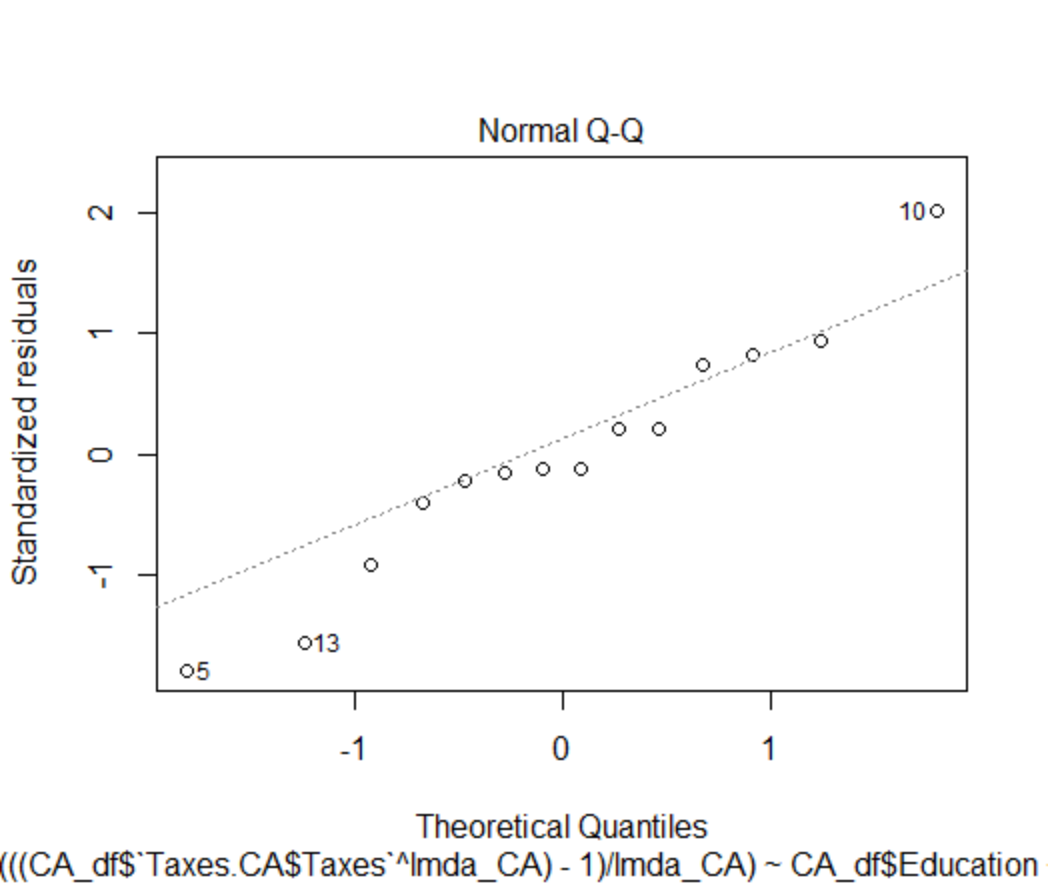 Normal Q-Q
Standardized residuals
2
1
0
-1
10
13
5
-1 0 1
Theoretical Quantiles
(((CA_df$`Taxes.CA$Taxes`^lmda_CA) - 1)/lmda_CA) ~ CA_df$Education